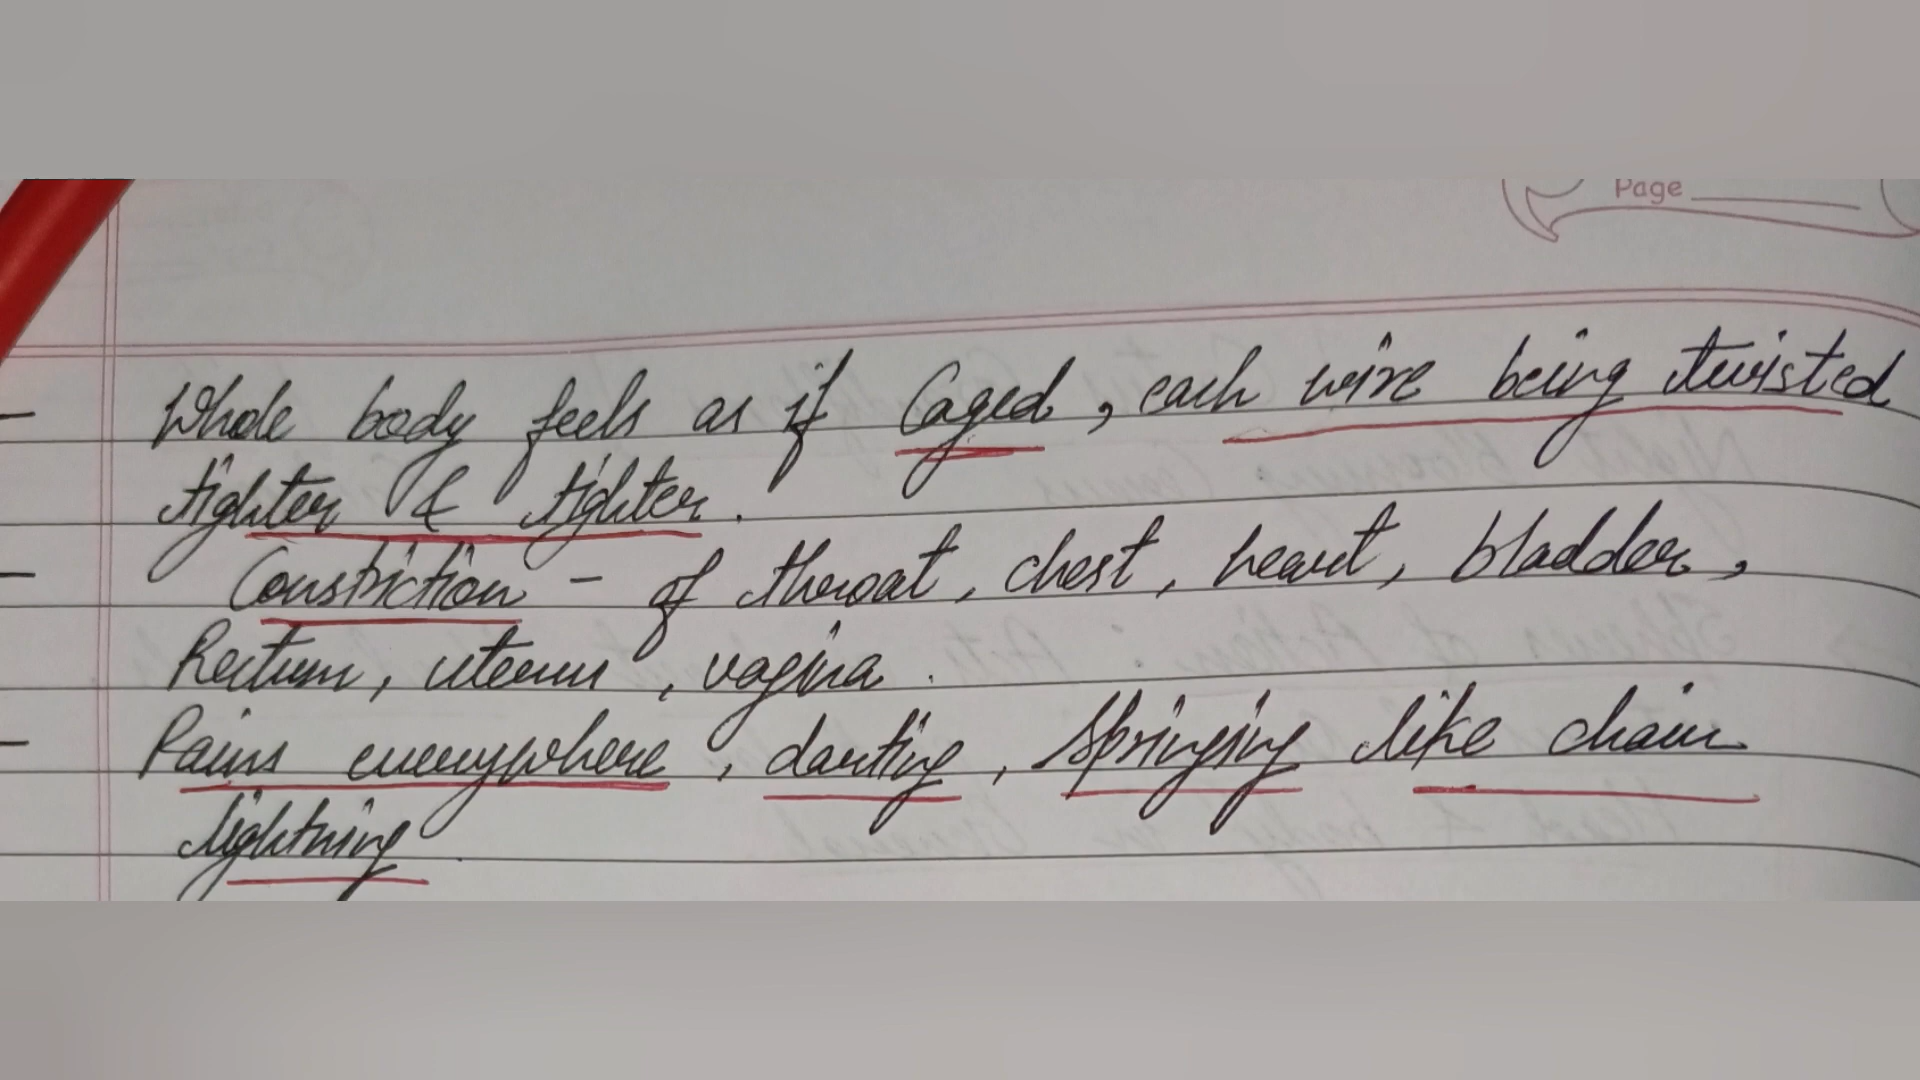 Page
- Whole body feels as if Caged, each wire being twisted
tighter & tighter.
- Constriction - of throat, chest, heart, bladder,
Rectum, uterus, vagina.
- Pains everywhere, darting, springing like chain
lightning.